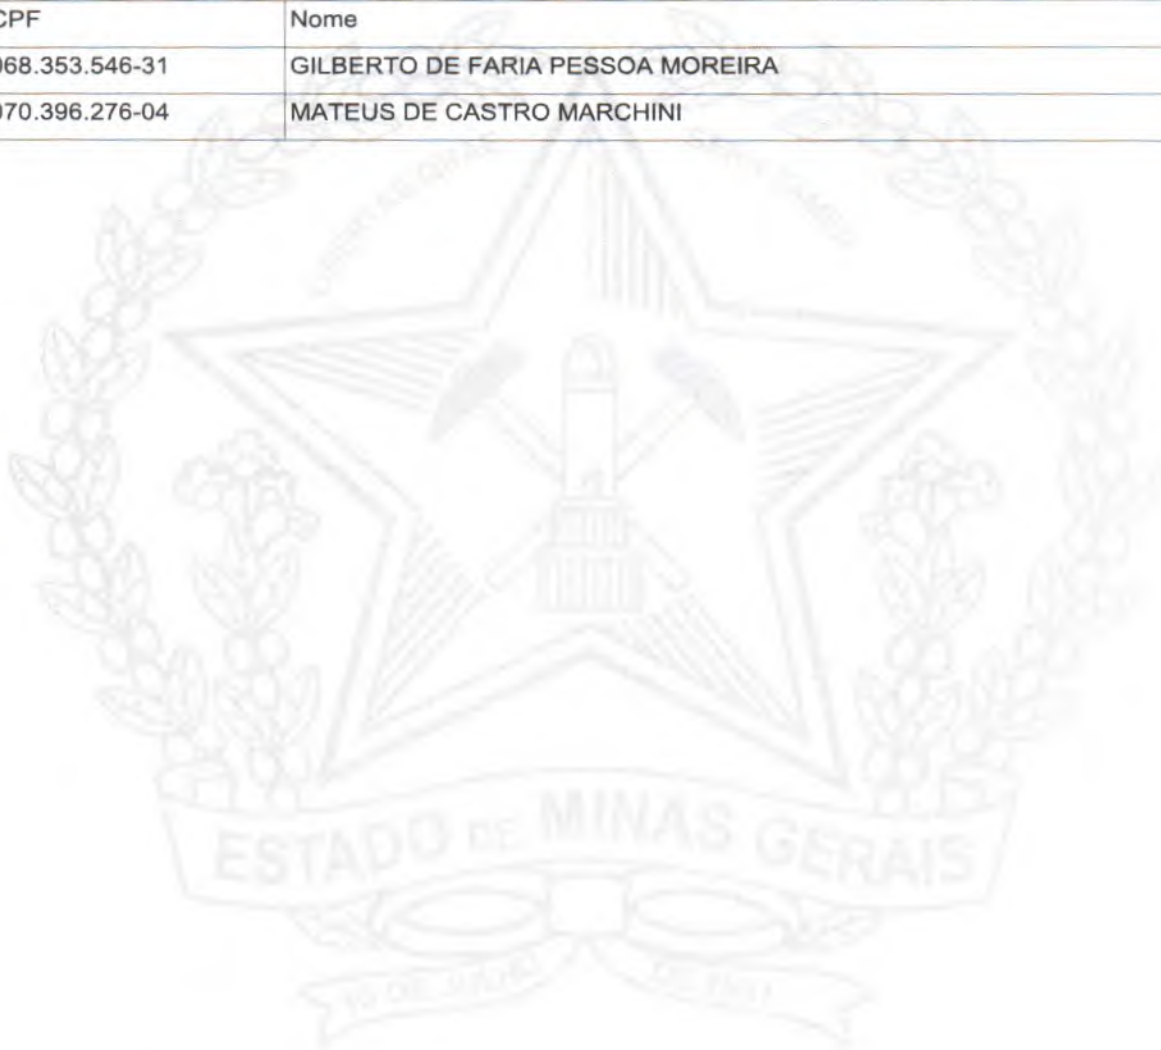 CPF Nome
068.353.546-31 GILBERTO DE FARIA PESSOA MOREIRA
070.396.276-04 MATEUS DE CASTRO MARCHINI
ESTADO DE MINAS GERAIS